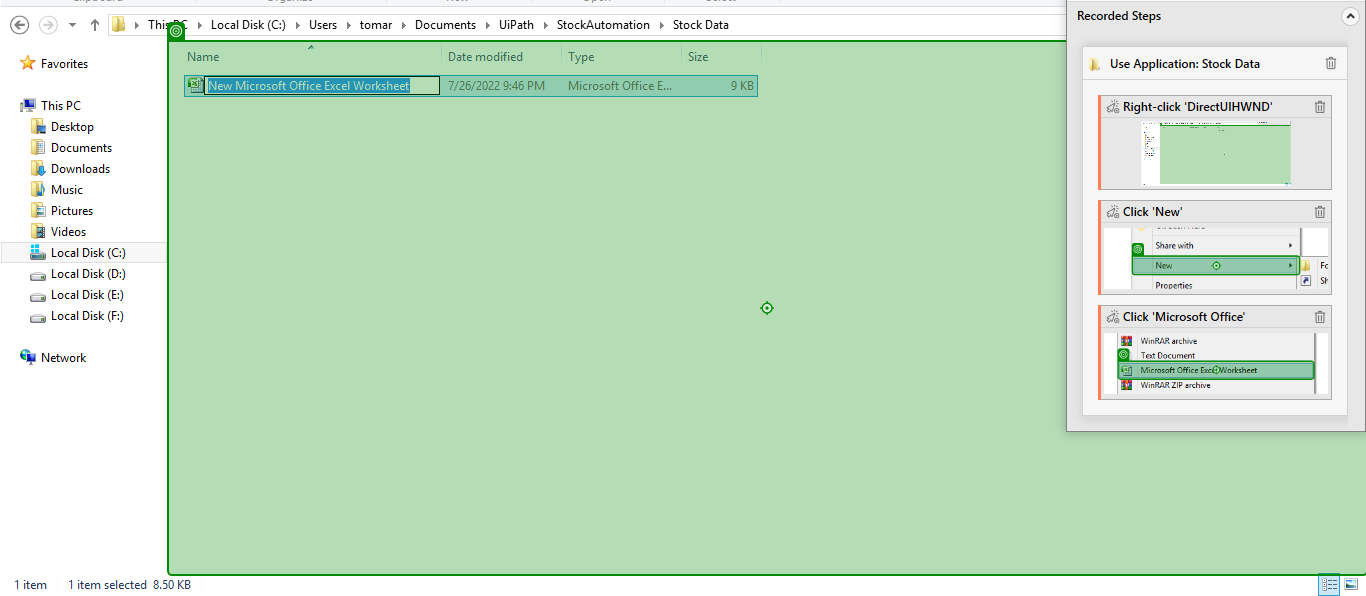 This PC Local Disk (C:) Users tomar Documents UiPath StockAutomation Stock Data
Favorites
This PC
Desktop
Documents
Downloads
Music
Pictures
Videos
Local Disk (C:)
Local Disk (D:)
Local Disk (E:)
Local Disk (F:)
Network
Name Date modified Type Size
New Microsoft Office Excel Worksheet 7/26/2022 9:46 PM Microsoft Office E... 9 KB
Recorded Steps
Use Application: Stock Data
Right-click 'DirectUIHWND'
Click 'New'
Share with
New
Properties
Click 'Microsoft Office'
WinRAR archive
Text Document
Microsoft Office Excel Worksheet
WinRAR ZIP archive
1 item 1 item selected 8.50 KB